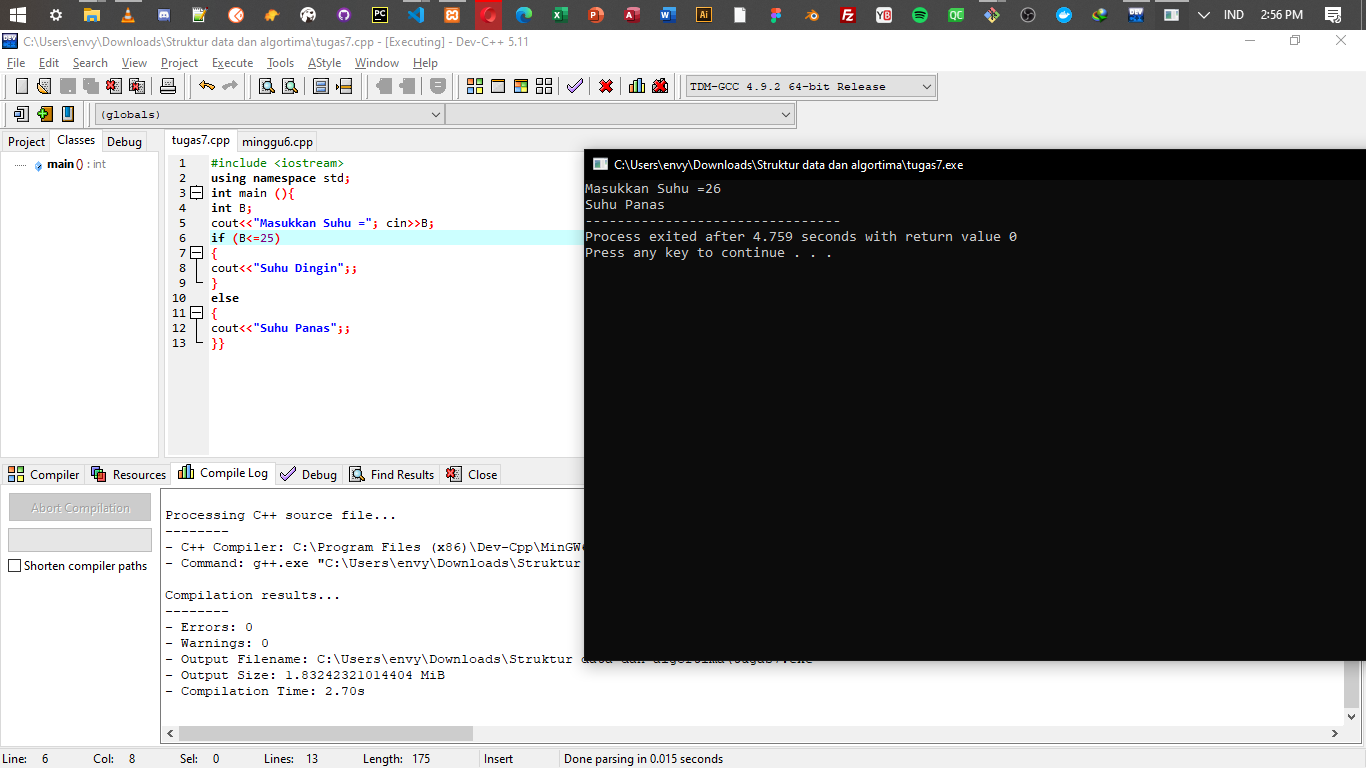 IND 2:56 PM
C:\Users\envy\Downloads\Struktur data dan algortima\tugas7.cpp - [Executing] - Dev-C++ 5.11
File Edit Search View Project Execute Tools AStyle Window Help
TDM-GCC 4.9.2 64-bit Release
(globals)
Project Classes Debug
main () : int
tugas7.cpp minggu6.cpp
1 #include <iostream>
2 using namespace std;
3 int main (){
4 int B;
5 cout<<"Masukkan Suhu ="; cin>>B;
6 if (B<=25)
7 {
8 cout<<"Suhu Dingin";;
9 }
10 else
11 {
12 cout<<"Suhu Panas";;
13 }}
C:\Users\envy\Downloads\Struktur data dan algortima\tugas7.exe
Masukkan Suhu =26
Suhu Panas
--------------------------------
Process exited after 4.759 seconds with return value 0
Press any key to continue . . .
Compiler Resources Compile Log Debug Find Results Close
Abort Compilation
Shorten compiler paths
Processing C++ source file...
--------
- C++ Compiler: C:\Program Files (x86)\Dev-Cpp\MinGW
- Command: g++.exe "C:\Users\envy\Downloads\Struktur
Compilation results...
--------
- Errors: 0
- Warnings: 0
- Output Filename: C:\Users\envy\Downloads\Struktur data dan algortima\tugas7.exe
- Output Size: 1.83242321014404 MiB
- Compilation Time: 2.70s
Line: 6 Col: 8 Sel: 0 Lines: 13 Length: 175 Insert Done parsing in 0.015 seconds